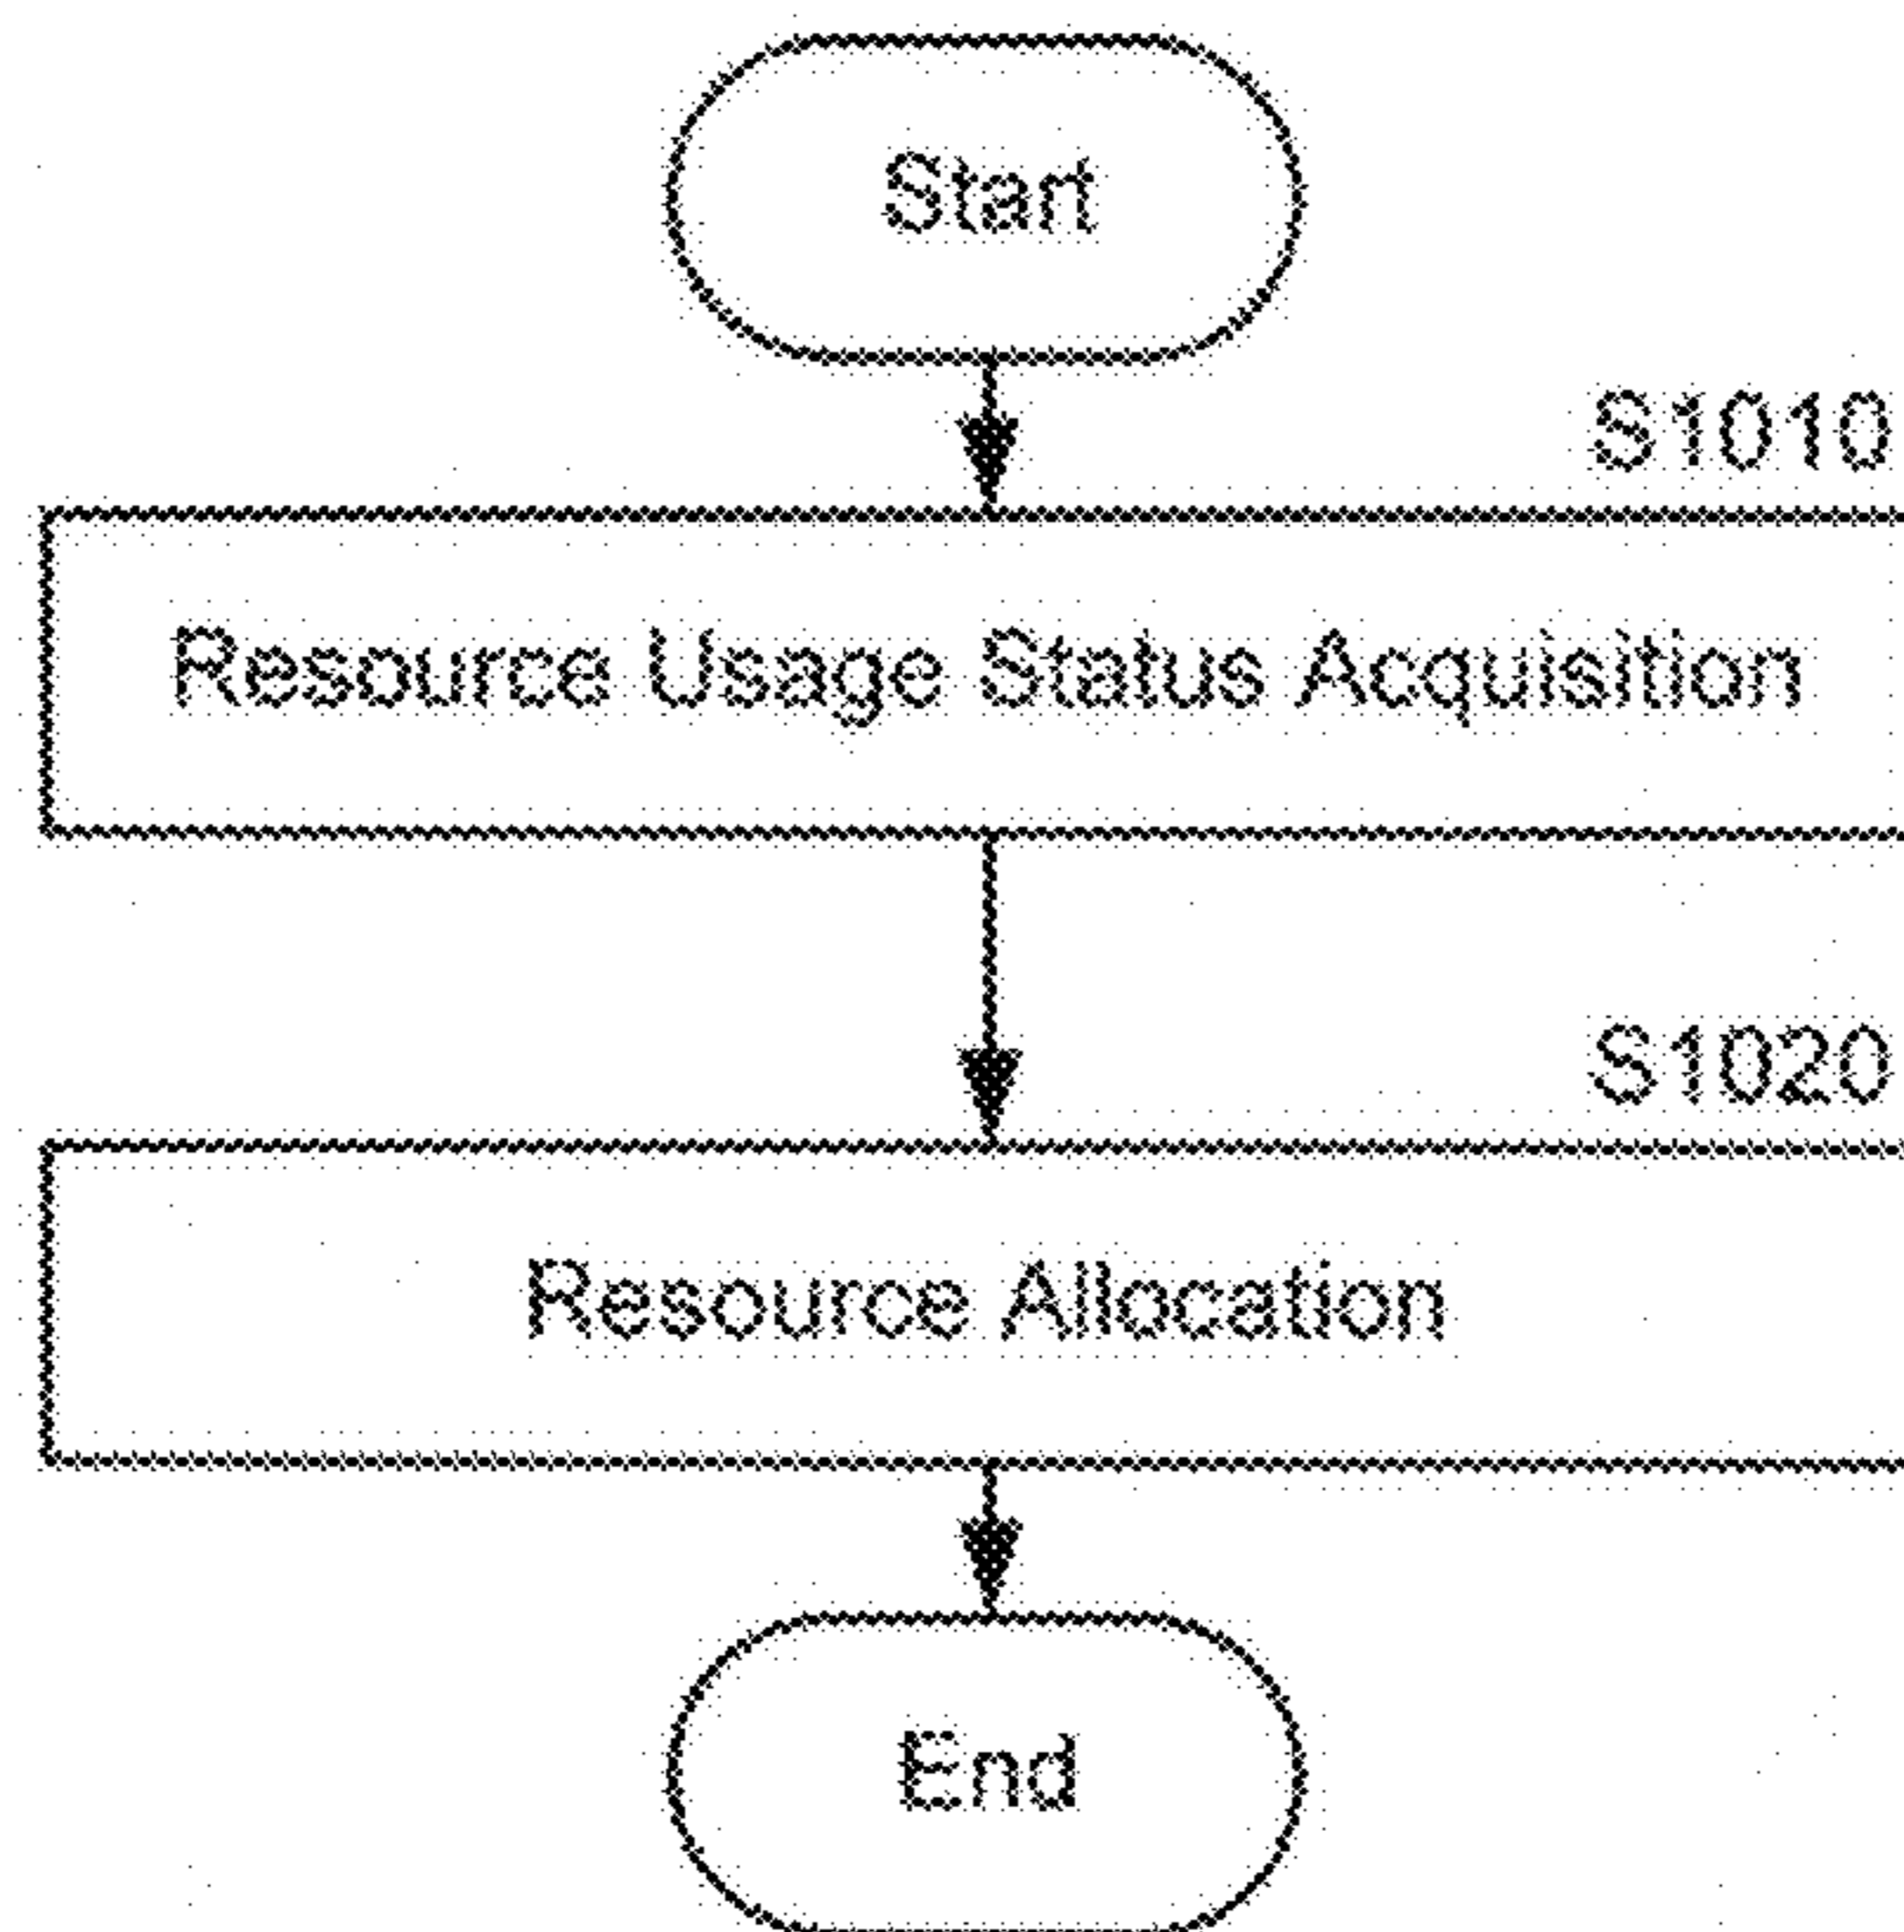 Start
S1010
Resource Usage Status Acquisition
S1020
Resource Allocation
End